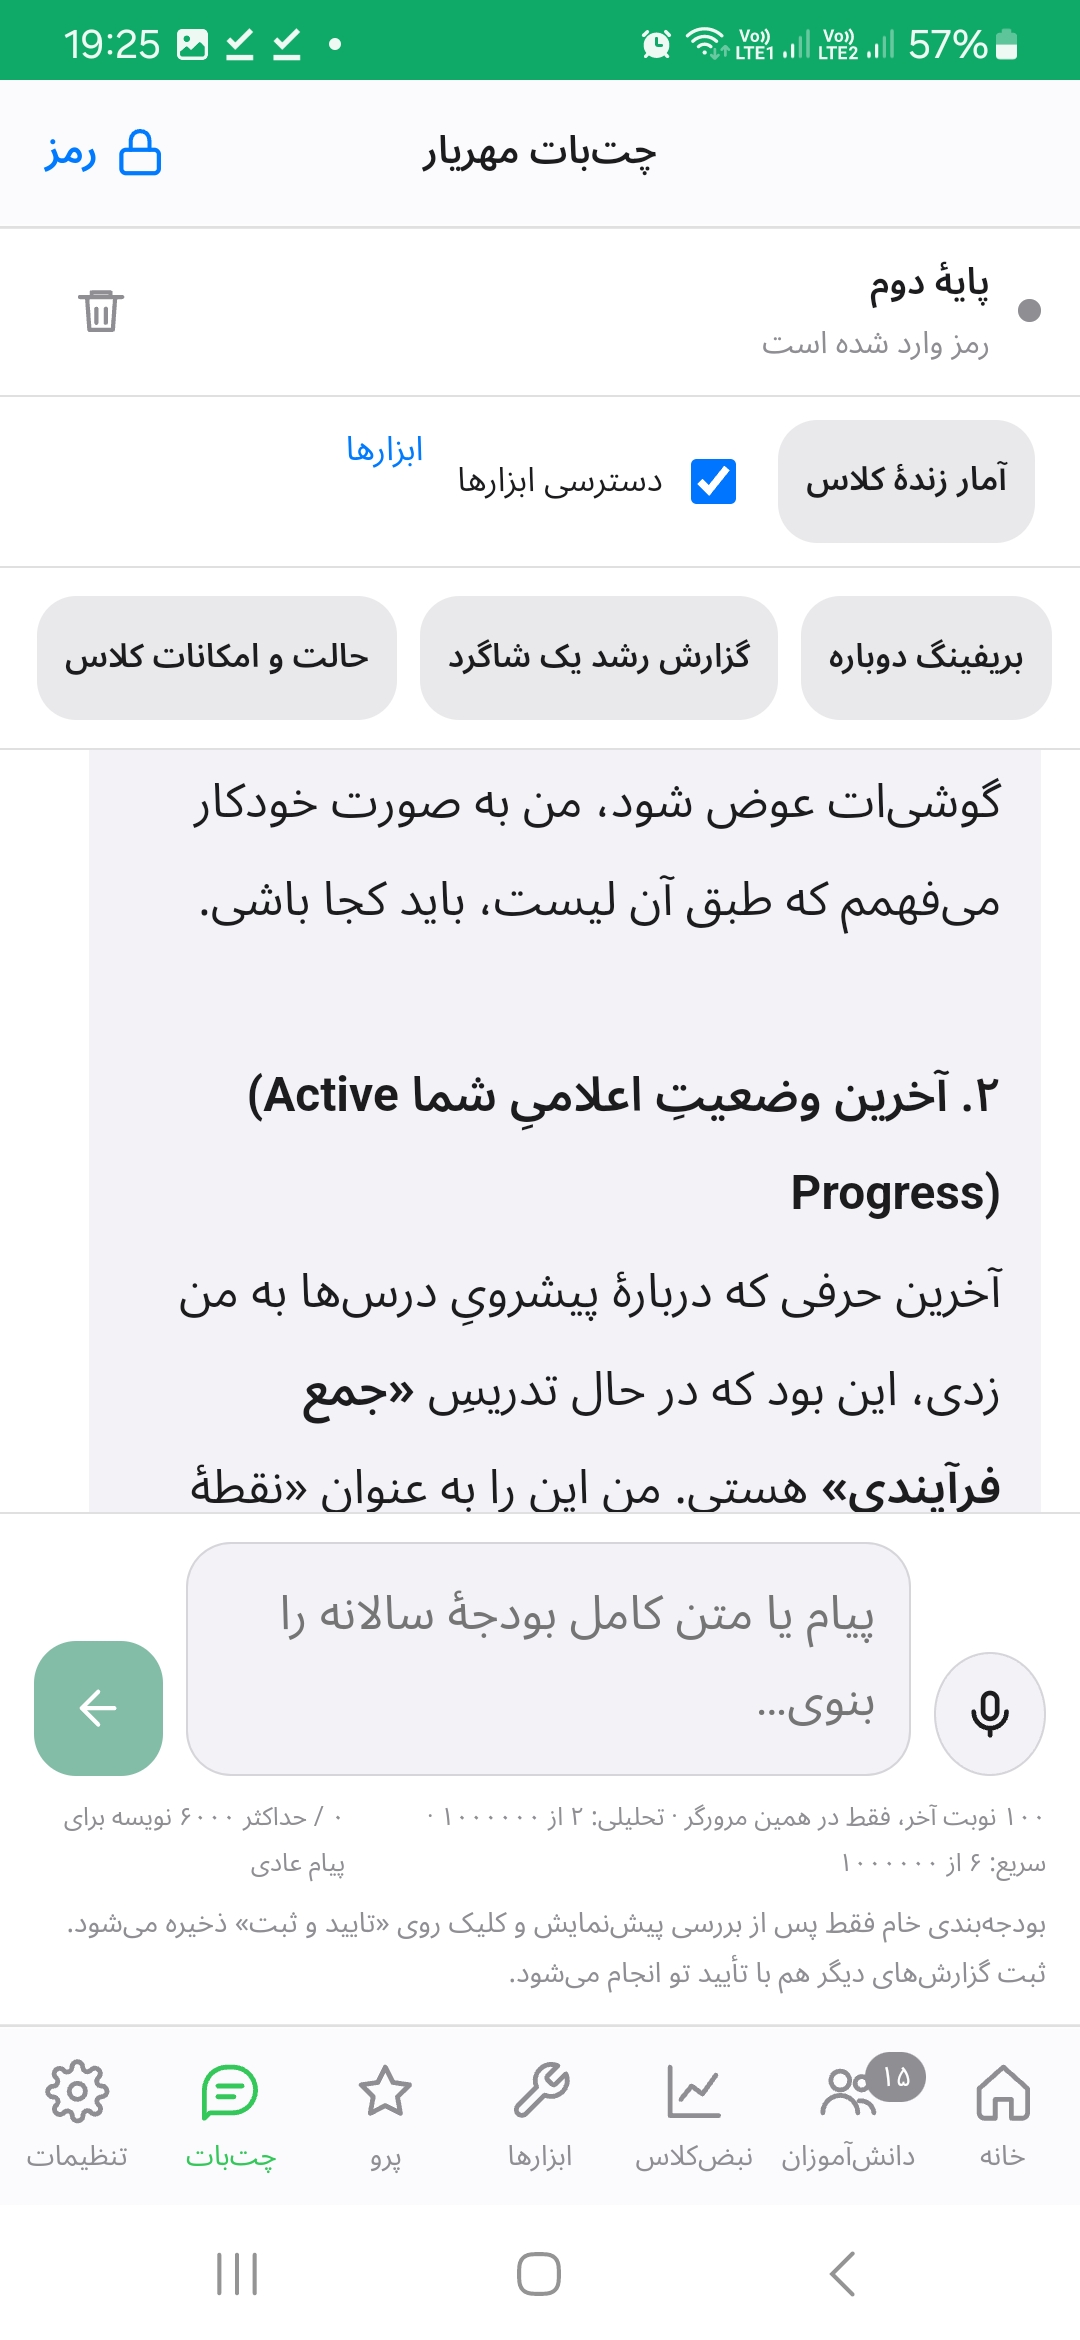 19:25
Vo)) LTE1 Vo)) LTE2 57%
چت‌بات مهریار
رمز
پایهٔ دوم
رمز وارد شده است
آمار زندهٔ کلاس
دسترسی ابزارها
ابزارها
بریفینگ دوباره
گزارش رشد یک شاگرد
حالت و امکانات کلاس
گوشی‌ات عوض شود، من به صورت خودکار
می‌فهمم که طبق آن لیست، باید کجا باشی.
۲. آخرین وضعیتِ اعلامیِ شما (Active
Progress)
آخرین حرفی که دربارهٔ پیشرویِ درس‌ها به من
زدی، این بود که در حال تدریسِ «جمع
فرآیندی» هستی. من این را به عنوان «نقطهٔ
پیام یا متن کامل بودجهٔ سالانه را
بنوی...
۱۰۰ نوبت آخر، فقط در همین مرورگر · تحلیلی: ۲ از ۱۰۰۰۰۰۰ ·
سریع: ۶ از ۱۰۰۰۰۰۰
۰ / حداکثر ۶۰۰۰ نویسه برای
پیام عادی
بودجه‌بندی خام فقط پس از بررسی پیش‌نمایش و کلیک روی «تایید و ثبت» ذخیره می‌شود.
ثبت گزارش‌های دیگر هم با تأیید تو انجام می‌شود.
خانه
۱۵
دانش‌آموزان
نبض‌کلاس
ابزارها
پرو
چت‌بات
تنظیمات